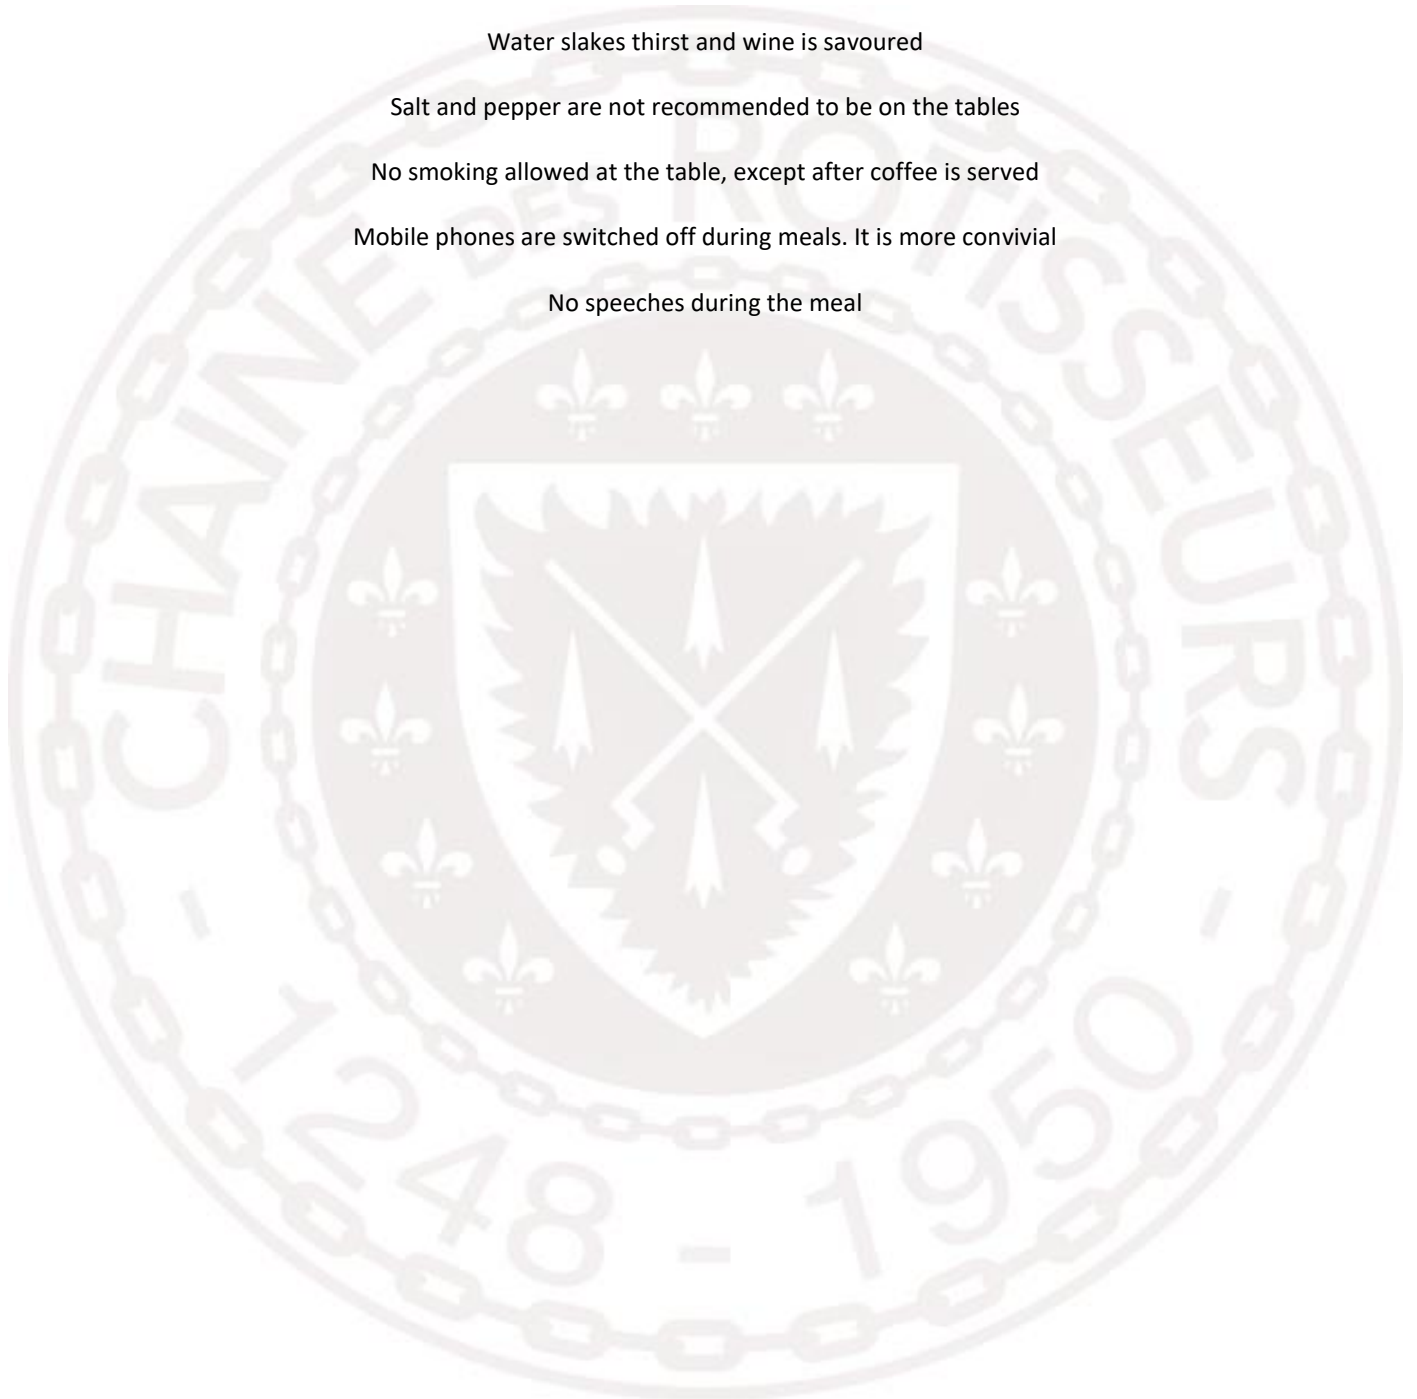 Water slakes thirst and wine is savoured
Salt and pepper are not recommended to be on the tables
No smoking allowed at the table, except after coffee is served
Mobile phones are switched off during meals. It is more convivial
No speeches during the meal
CHAINE DES ROTISSEURS
- 1248 - 1950 -